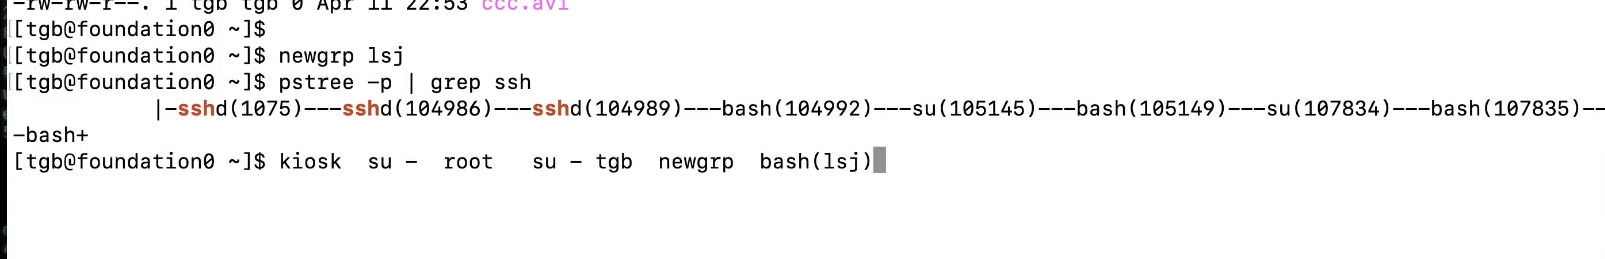 -rw-rw-r--. 1 tgb tgb 0 Apr 11 22:53 ccc.avi
[tgb@foundation0 ~]$
[tgb@foundation0 ~]$ newgrp lsj
[tgb@foundation0 ~]$ pstree -p | grep ssh
|-sshd(1075)---sshd(104986)---sshd(104989)---bash(104992)---su(105145)---bash(105149)---su(107834)---bash(107835)--
-bash+
[tgb@foundation0 ~]$ kiosk  su -  root   su - tgb  newgrp  bash(lsj)